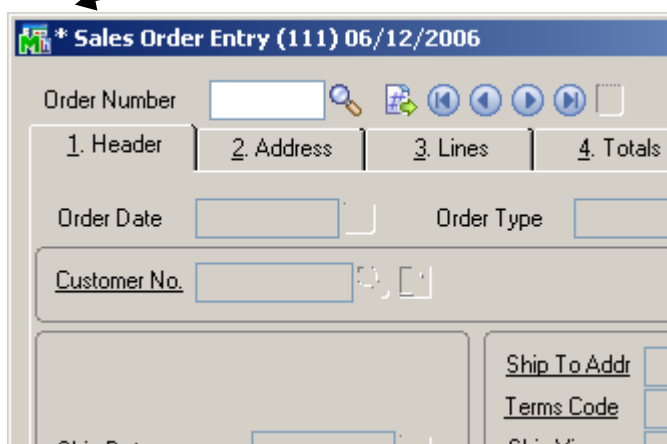 * Sales Order Entry (111) 06/12/2006
Order Number
1. Header 2. Address 3. Lines 4. Totals
Order Date Order Type
Customer No.
Ship To Addr
Terms Code